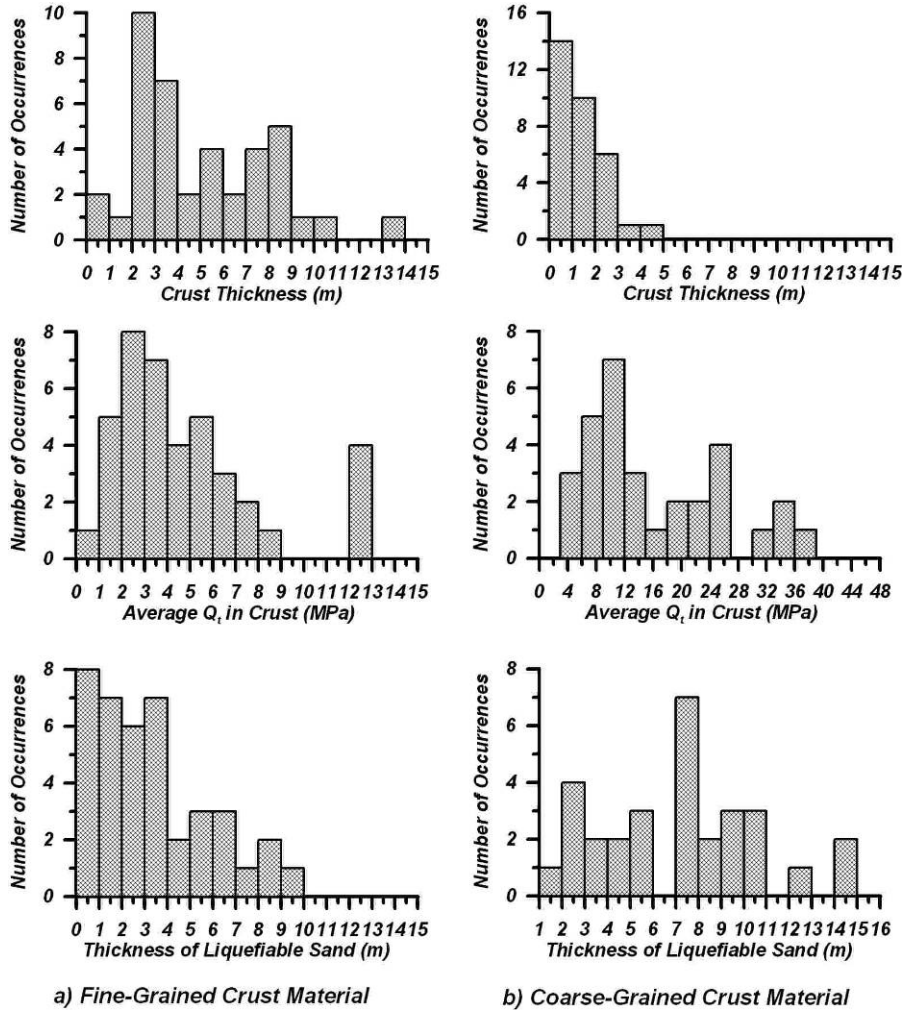 Number of Occurrences
10
8
6
4
2
0
0 1 2 3 4 5 6 7 8 9 10 11 12 13 14 15
Crust Thickness (m)
Number of Occurrences
16
14
12
10
8
6
4
2
0
0 1 2 3 4 5 6 7 8 9 10 11 12 13 14 15
Crust Thickness (m)
Number of Occurrences
8
6
4
2
0
0 1 2 3 4 5 6 7 8 9 10 11 12 13 14 15
Average Qt in Crust (MPa)
Number of Occurrences
8
6
4
2
0
0 4 8 12 16 20 24 28 32 36 40 44 48
Average Qt in Crust (MPa)
Number of Occurrences
8
6
4
2
0
0 1 2 3 4 5 6 7 8 9 10 11 12 13 14 15
Thickness of Liquefiable Sand (m)
Number of Occurrences
8
6
4
2
0
1 2 3 4 5 6 7 8 9 10 11 12 13 14 15 16
Thickness of Liquefiable Sand (m)
a) Fine-Grained Crust Material
b) Coarse-Grained Crust Material